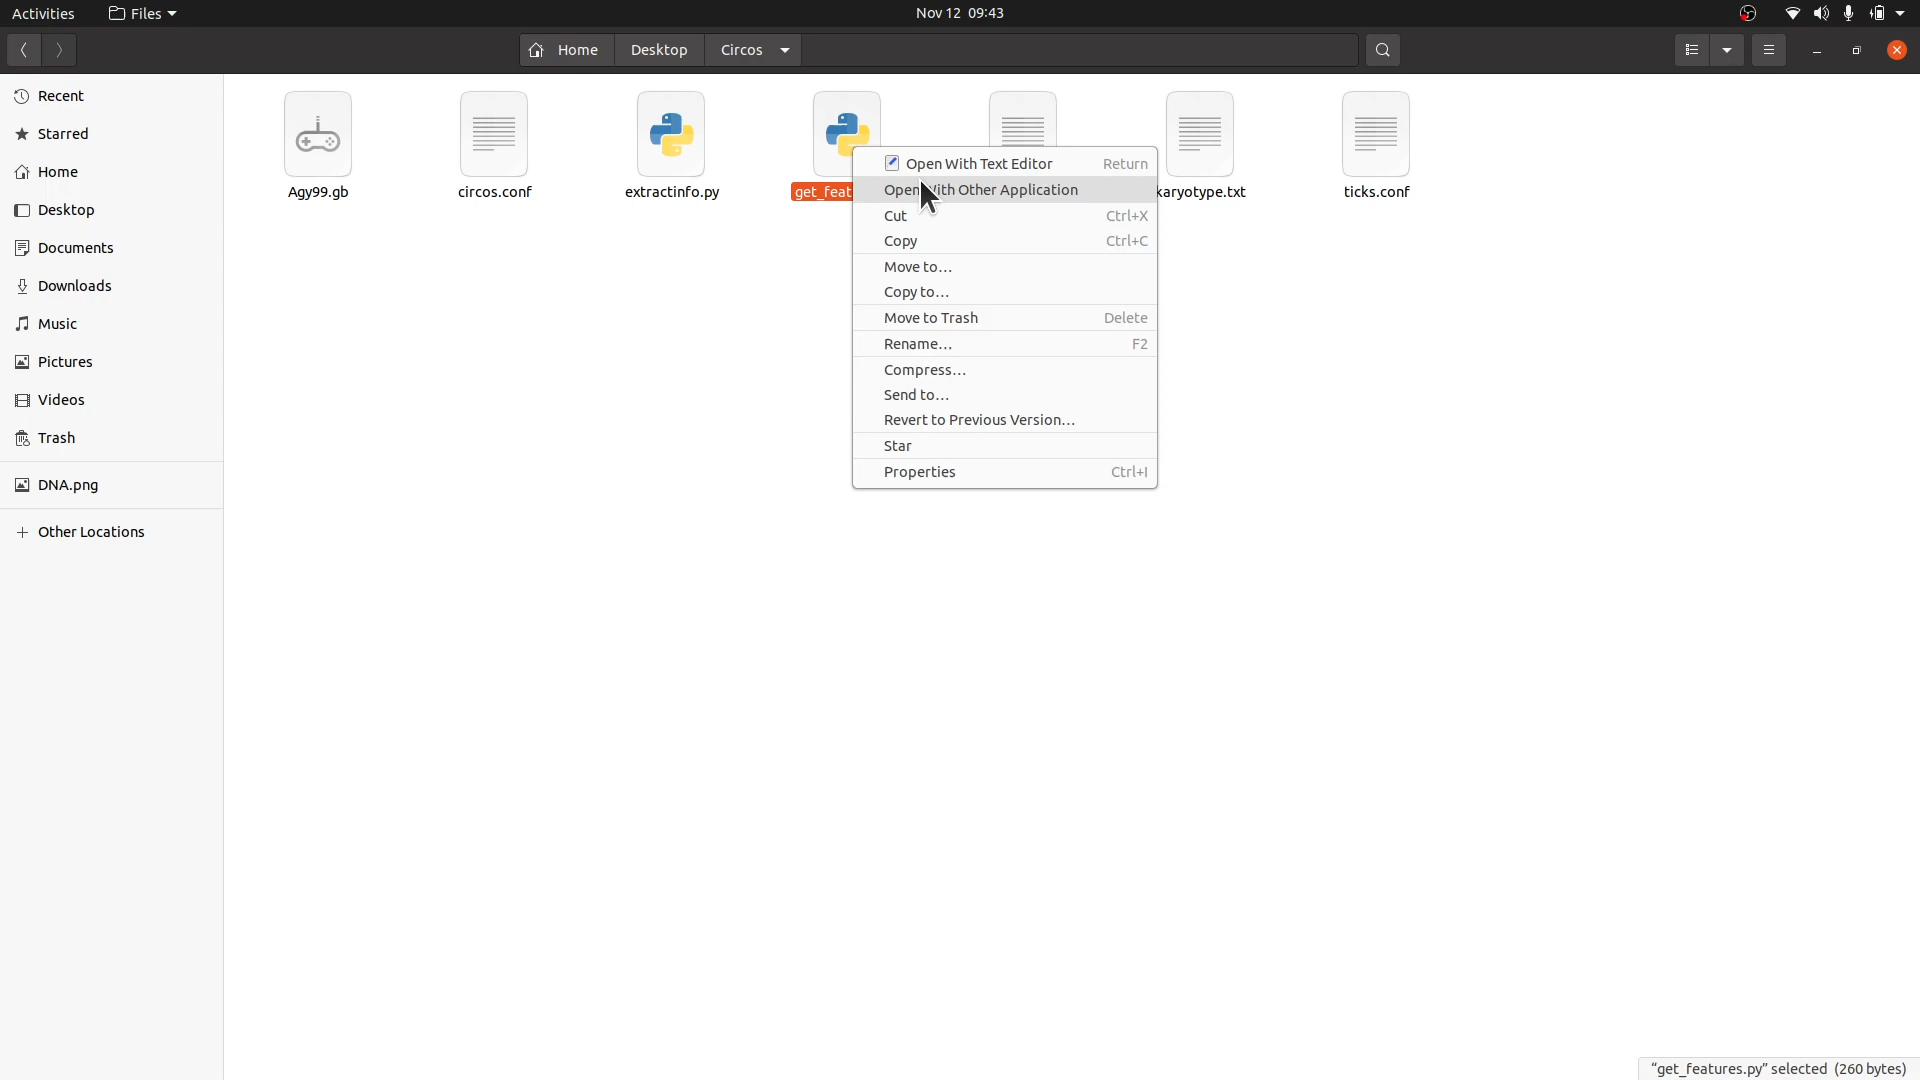 Activities
Files
Nov 12 09:43
Home
Desktop
Circos
Recent
Starred
Home
Desktop
Documents
Downloads
Music
Pictures
Videos
Trash
DNA.png
Other Locations
Agy99.gb
circos.conf
extractinfo.py
get_feat
karyotype.txt
ticks.conf
Open With Text Editor Return
Open With Other Application
Cut Ctrl+X
Copy Ctrl+C
Move to…
Copy to…
Move to Trash Delete
Rename… F2
Compress…
Send to…
Revert to Previous Version…
Star
Properties Ctrl+I
“get_features.py” selected (260 bytes)